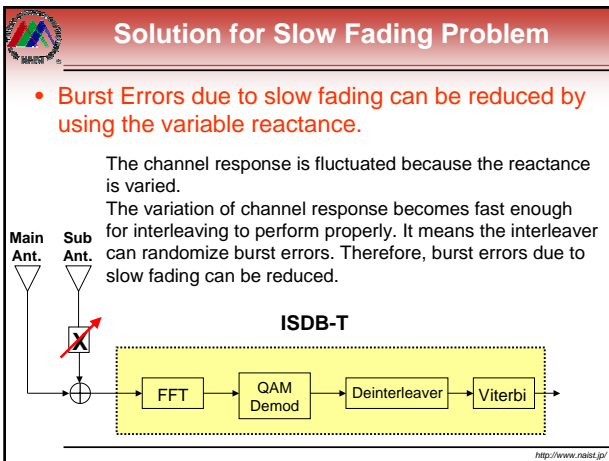 Solution for Slow Fading Problem
NAIST
®
• Burst Errors due to slow fading can be reduced by
using the variable reactance.
The channel response is fluctuated because the reactance
is varied.
The variation of channel response becomes fast enough
for interleaving to perform properly. It means the interleaver
can randomize burst errors. Therefore, burst errors due to
slow fading can be reduced.
Main
Ant.
Sub
Ant.
X
ISDB-T
FFT
QAM
Demod
Deinterleaver
Viterbi
http://www.naist.jp/